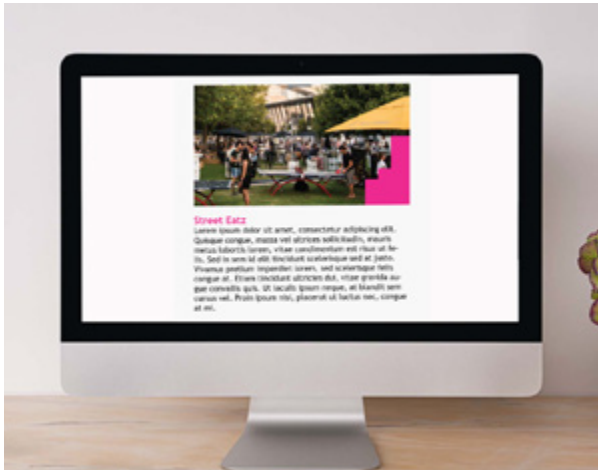 Street Eatz
Lorem ipsum dolor sit amet, consectetur adipiscing elit.
Quisque congue, massa vel ultrices sollicitudin, mauris
metus lobortis lorem, vitae condimentum est risus ut fe-
lis. Sed in sem id elit tincidunt scelerisque sed at justo.
Vivamus pretium imperdiet lorem, sed scelerisque felis
congue at. Etiam tincidunt ultricies dui, vitae gravida au-
gue convallis quis. Ut iaculis ipsum neque, at blandit sem
cursus vel. Proin ipsum nisi, placerat ut luctus nec, congue
at mi.